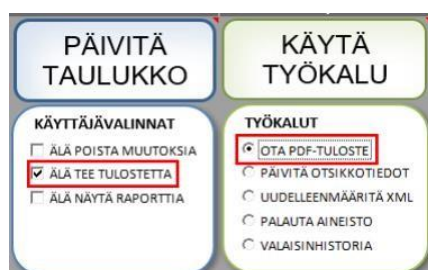 PÄIVITÄ
TAULUKKO
KÄYTTÄJÄVALINNAT
ÄLÄ POISTA MUUTOKSIA
ÄLÄ TEE TULOSTETTA
ÄLÄ NÄYTÄ RAPORTTIA
KÄYTÄ
TYÖKALU
TYÖKALUT
OTA PDF-TULOSTE
PÄIVITÄ OTSIKKOTIEDOT
UUDELLEENMÄÄRITÄ XML
PALAUTA AINEISTO
VALAISINHISTORIA